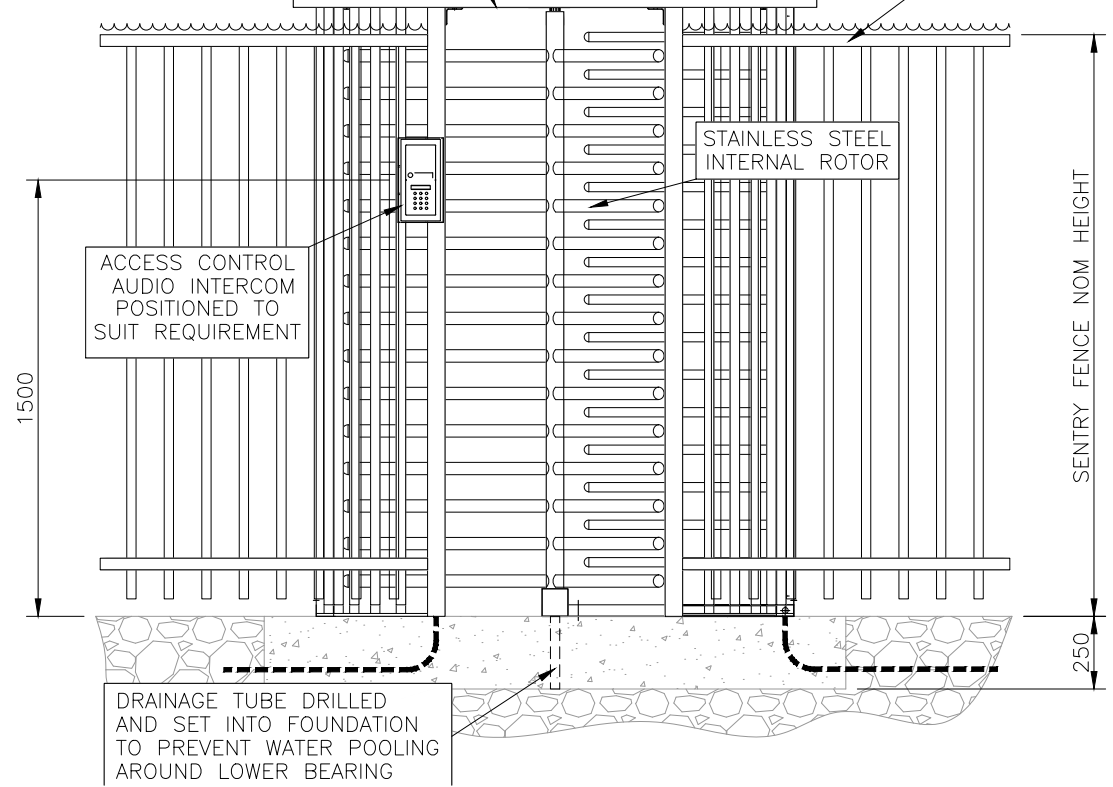 STAINLESS STEEL
INTERNAL ROTOR
ACCESS CONTROL
AUDIO INTERCOM
POSITIONED TO
SUIT REQUIREMENT
1500
SENTRY FENCE NOM HEIGHT
250
DRAINAGE TUBE DRILLED
AND SET INTO FOUNDATION
TO PREVENT WATER POOLING
AROUND LOWER BEARING